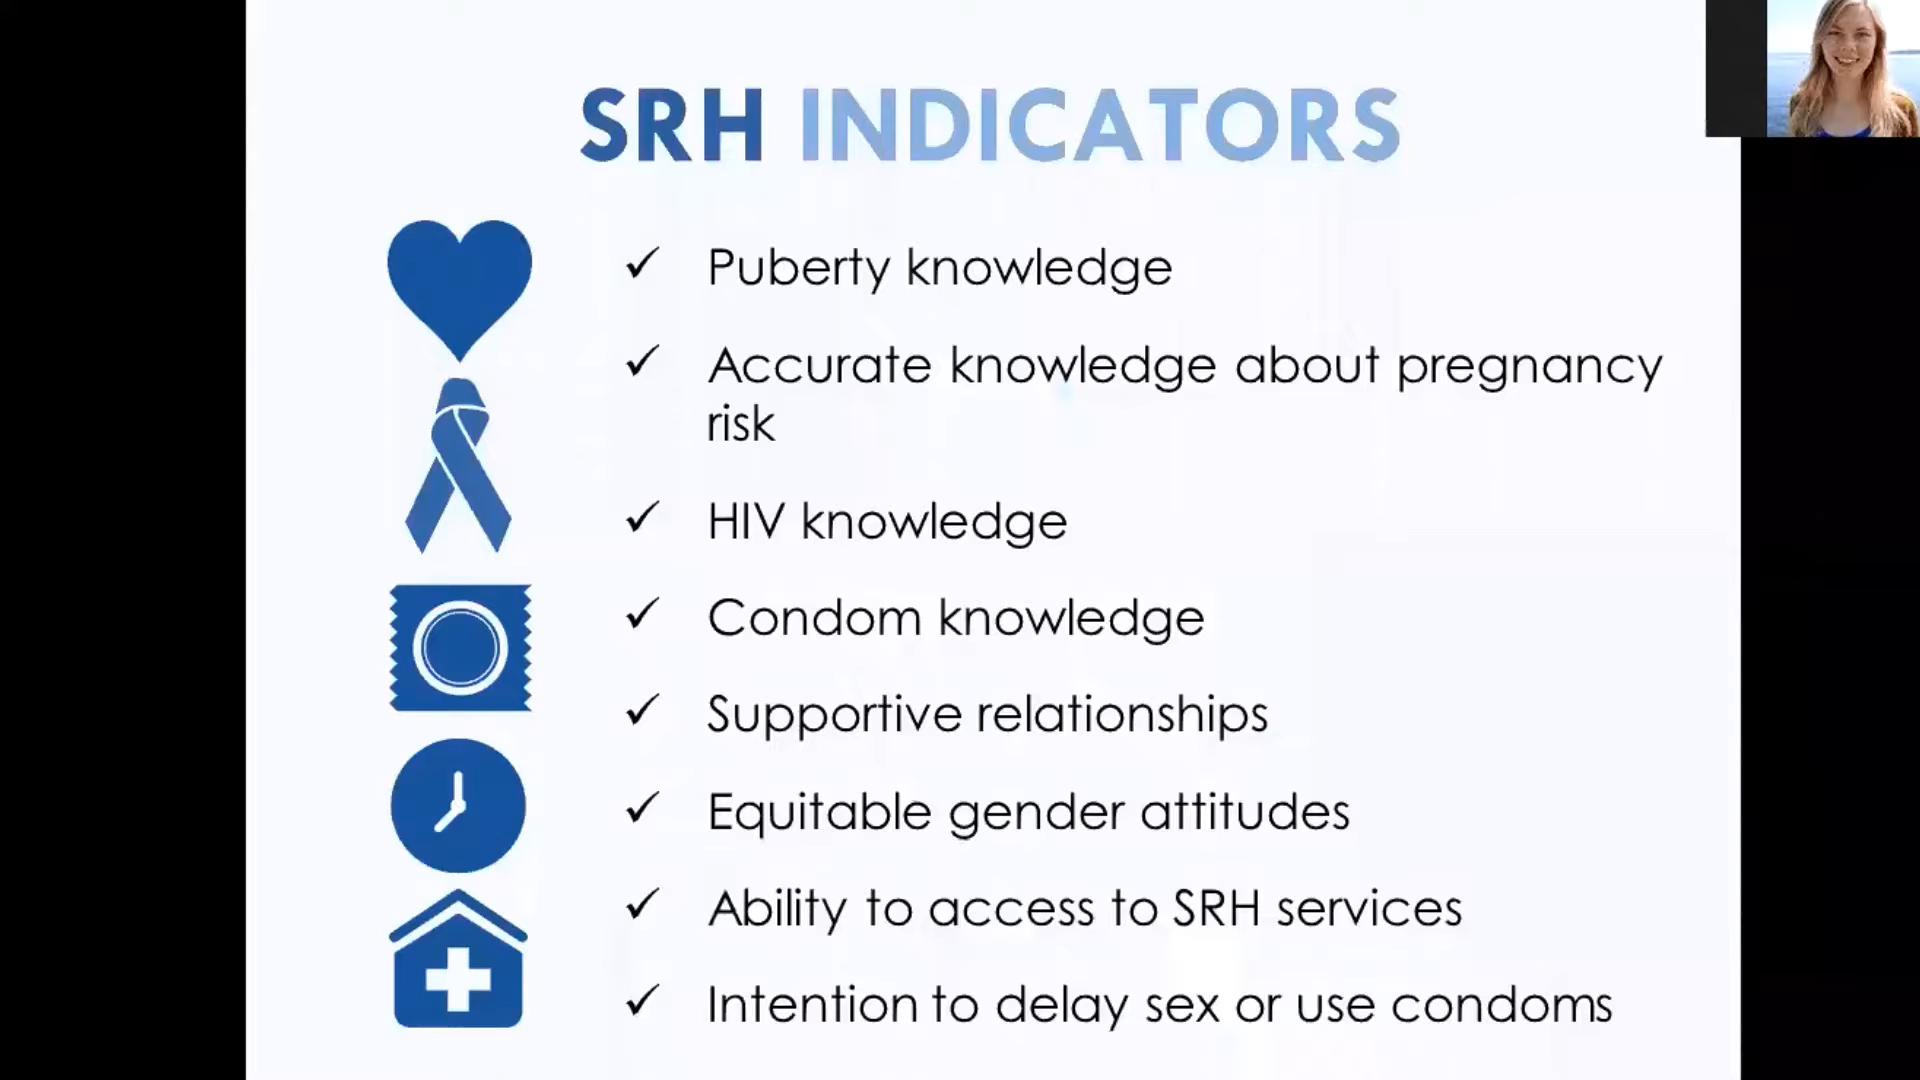 SRH INDICATORS
✓ Puberty knowledge
✓ Accurate knowledge about pregnancy
risk
✓ HIV knowledge
✓ Condom knowledge
✓ Supportive relationships
✓ Equitable gender attitudes
✓ Ability to access to SRH services
✓ Intention to delay sex or use condoms